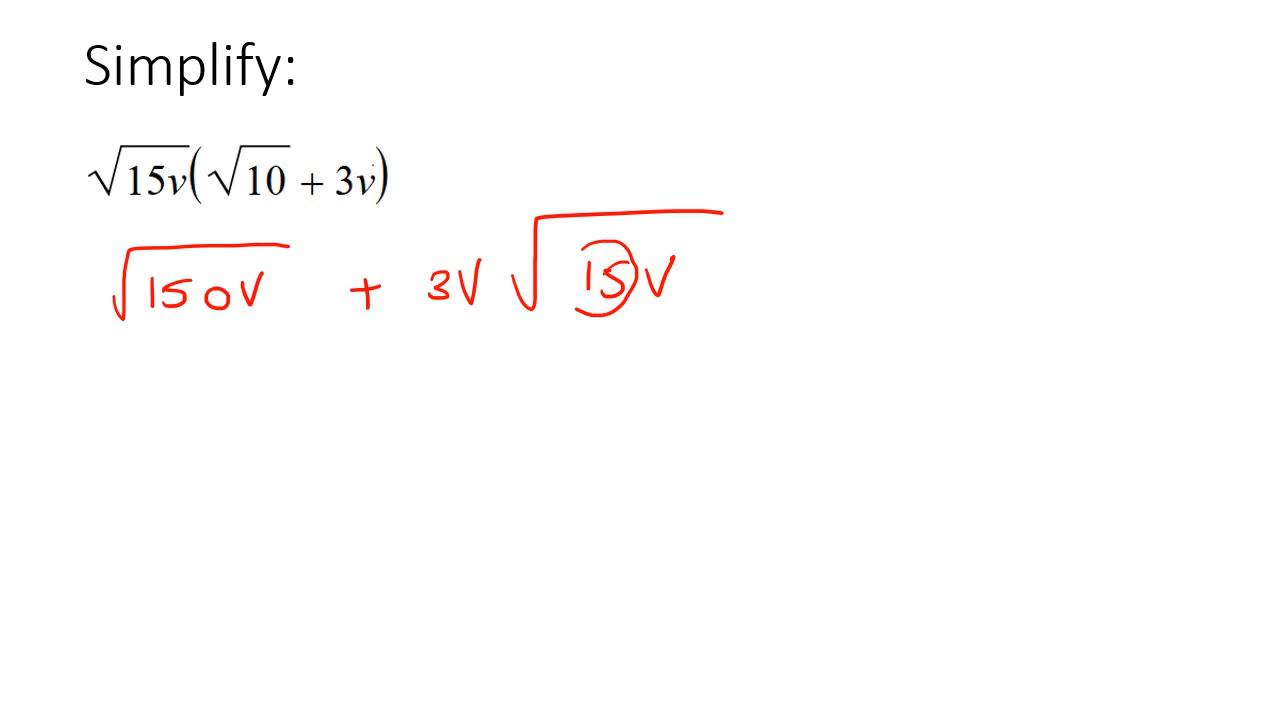 Simplify:
√15v(√10 + 3v)
√150V + 3V √15V